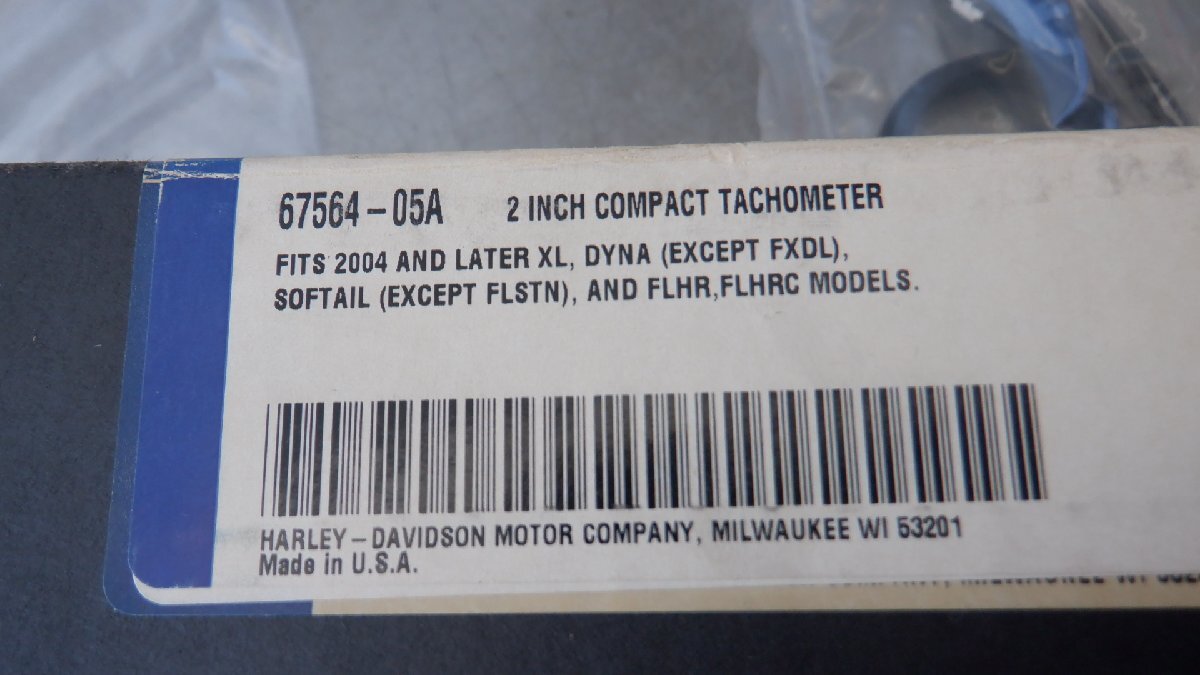 67564-05A 2 INCH COMPACT TACHOMETER
FITS 2004 AND LATER XL, DYNA (EXCEPT FXDL),
SOFTAIL (EXCEPT FLSTN), AND FLHR,FLHRC MODELS.
HARLEY-DAVIDSON MOTOR COMPANY, MILWAUKEE WI 53201
Made in U.S.A.